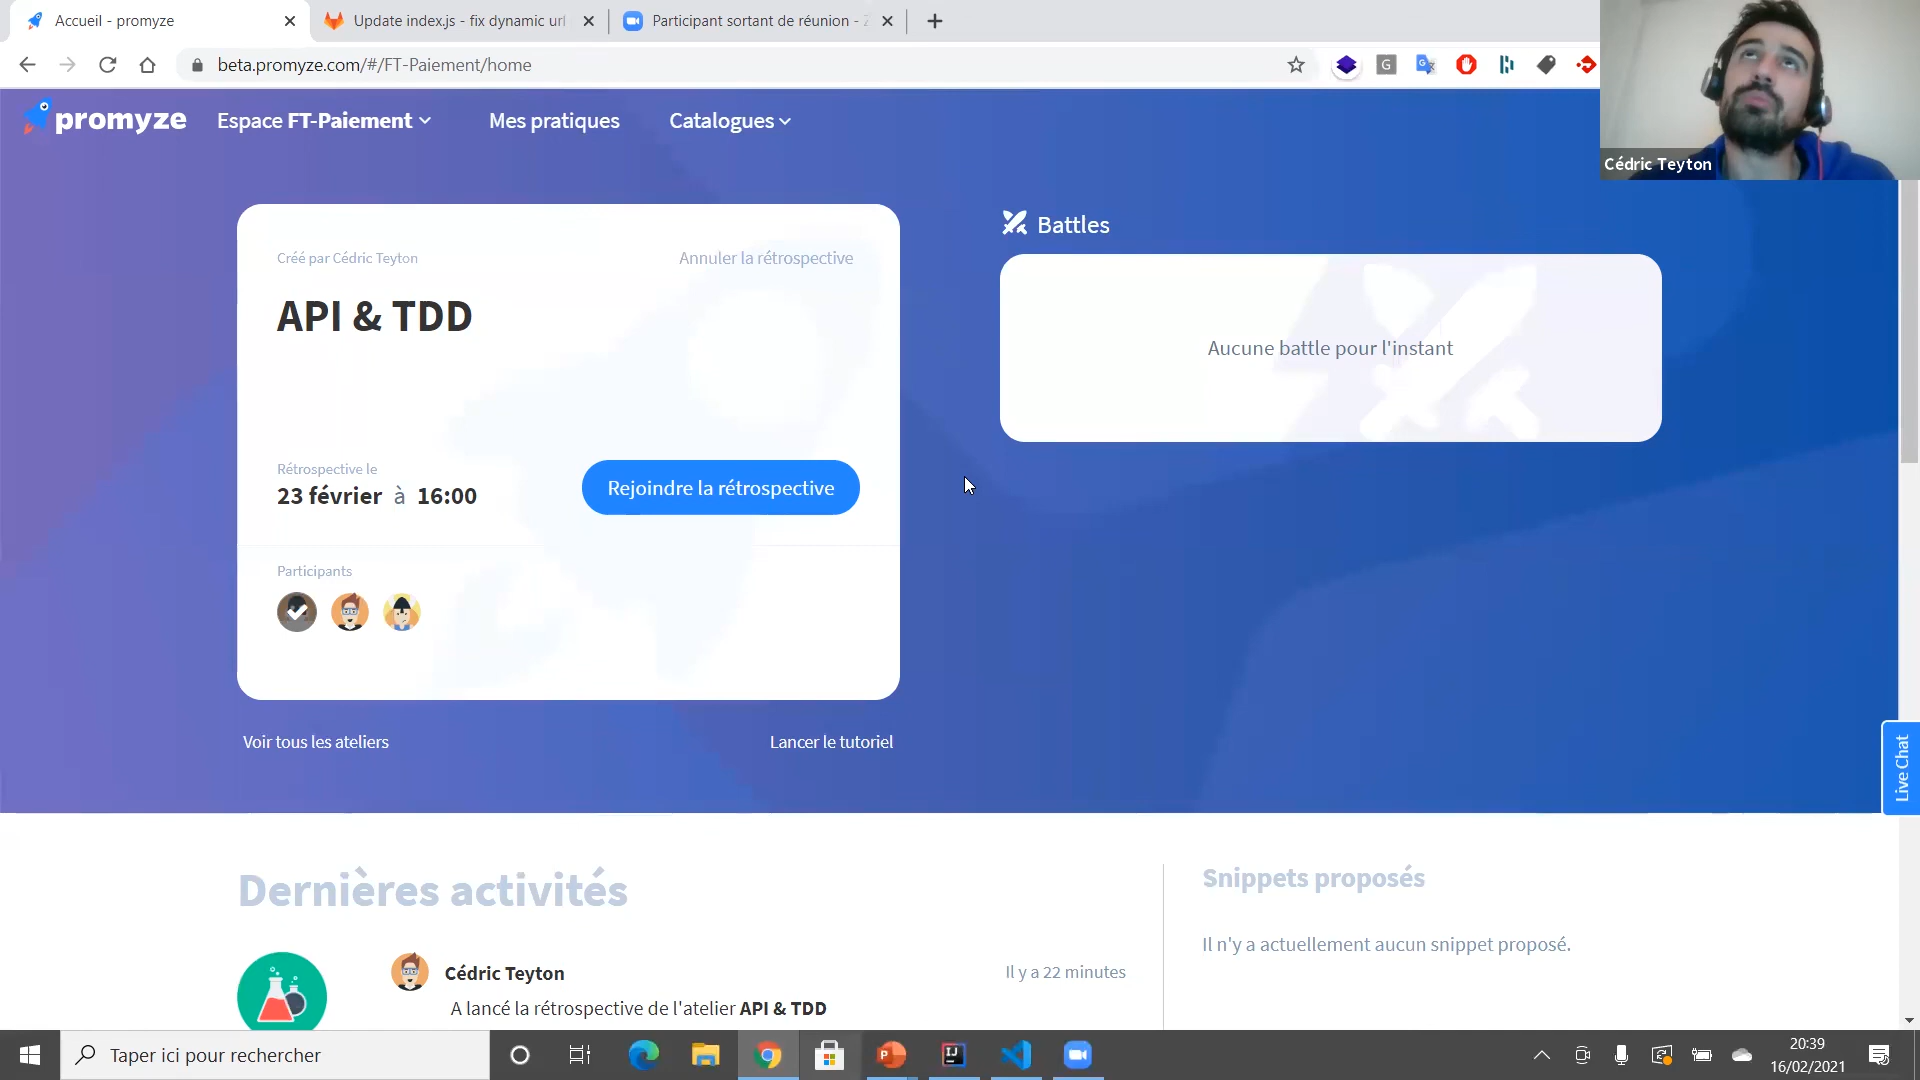 Accueil - promyze
Update index.js - fix dynamic url
Participant sortant de réunion - Z
beta.promyze.com/#/FT-Paiement/home
promyze
Espace FT-Paiement
Mes pratiques
Catalogues
Cédric Teyton
Créé par Cédric Teyton
Annuler la rétrospective
API & TDD
Rétrospective le
23 février à 16:00
Rejoindre la rétrospective
Participants
Voir tous les ateliers
Lancer le tutoriel
Battles
Aucune battle pour l'instant
Live Chat
Dernières activités
Cédric Teyton
Il y a 22 minutes
A lancé la rétrospective de l'atelier API & TDD
Snippets proposés
Il n'y a actuellement aucun snippet proposé.
Taper ici pour rechercher
20:39
16/02/2021